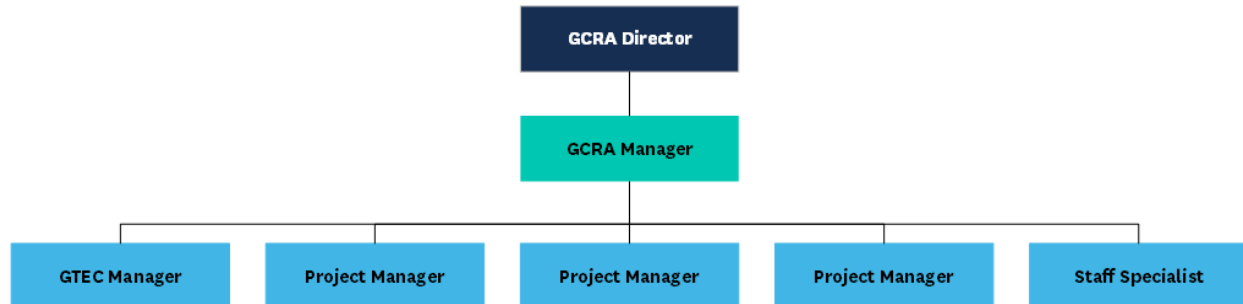 GCRA Director
GCRA Manager
GTEC Manager
Project Manager
Project Manager
Project Manager
Staff Specialist